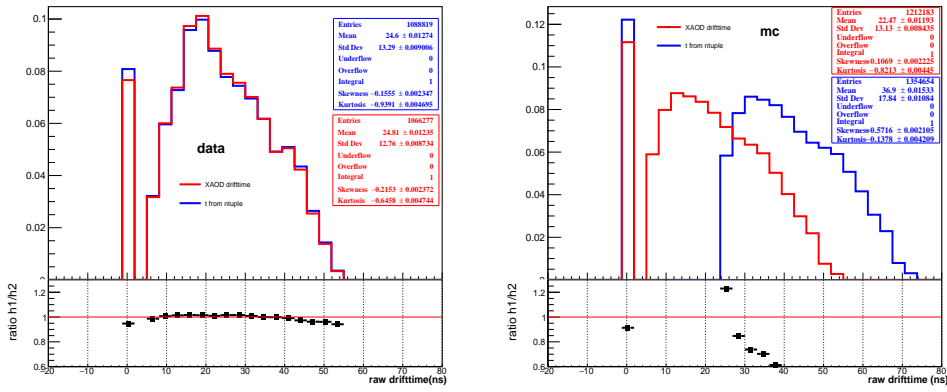 0.1
0.08
0.06
0.04
0.02
0
data
XAOD drifttime
t from ntuple
Entries 1088819
Mean 24.6 ± 0.01274
Std Dev 13.29 ± 0.009006
Underflow 0
Overflow 0
Integral 1
Skewness −0.1555 ± 0.002347
Kurtosis −0.9391 ± 0.004695
Entries 1066277
Mean 24.81 ± 0.01235
Std Dev 12.76 ± 0.008734
Underflow 0
Overflow 0
Integral 1
Skewness −0.2153 ± 0.002372
Kurtosis −0.6458 ± 0.004744
ratio h1/h2
1.2
1
0.8
0.6
−20 −10 0 10 20 30 40 50 60 70 80
raw drifttime(ns)
0.12
0.1
0.08
0.06
0.04
0.02
0
XAOD drifttime
t from ntuple
mc
Entries 1212183
Mean 22.47 ± 0.01193
Std Dev 13.13 ± 0.008435
Underflow 0
Overflow 0
Integral 1
Skewness 0.1069 ± 0.002225
Kurtosis −0.8213 ± 0.00445
Entries 1354654
Mean 36.9 ± 0.01533
Std Dev 17.84 ± 0.01084
Underflow 0
Overflow 0
Integral 1
Skewness 0.5716 ± 0.002105
Kurtosis −0.1378 ± 0.004209
ratio h1/h2
1.2
1
0.8
0.6
−20 −10 0 10 20 30 40 50 60 70 80
raw drifttime (ns)